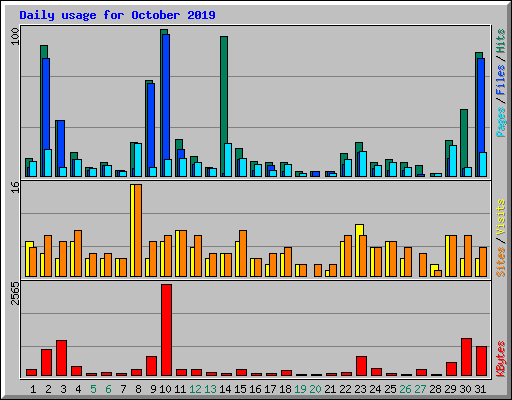 Daily usage for October 2019
100
Pages / Files / Hits
16
Sites / Visits
2565
KBytes
1 2 3 4 5 6 7 8 9 10 11 12 13 14 15 16 17 18 19 20 21 22 23 24 25 26 27 28 29 30 31